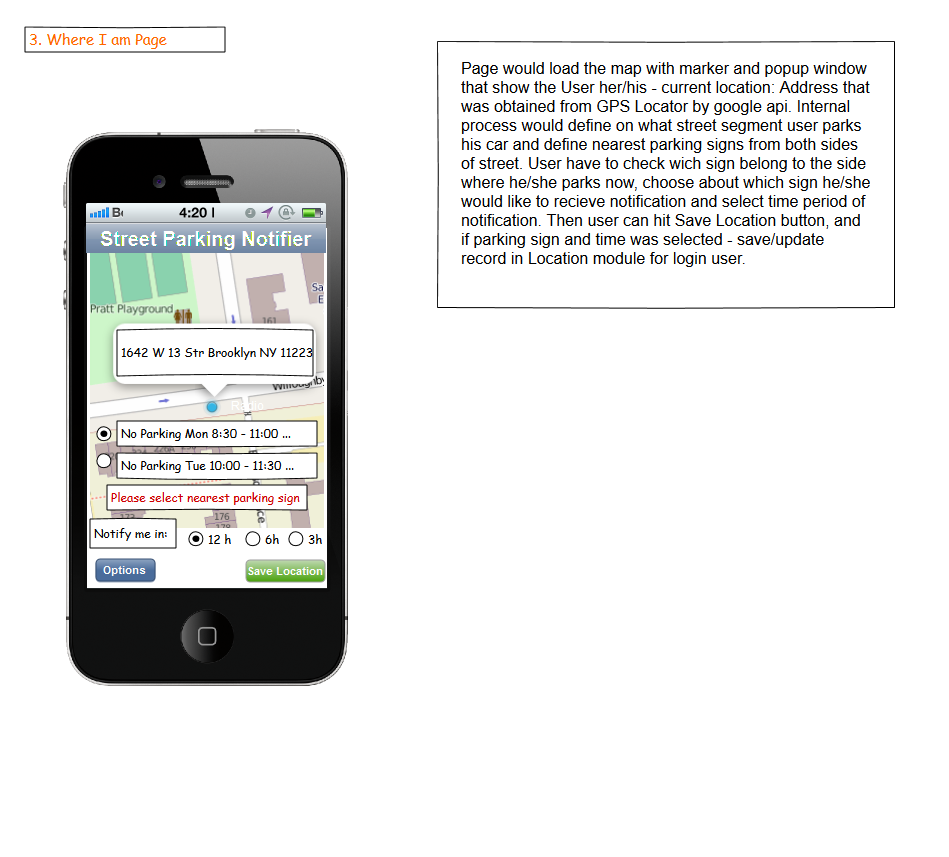 3. Where I am Page
Page would load the map with marker and popup window
that show the User her/his - current location: Address that
was obtained from GPS Locator by google api. Internal
process would define on what street segment user parks
his car and define nearest parking signs from both sides
of street. User have to check wich sign belong to the side
where he/she parks now, choose about which sign he/she
would like to recieve notification and select time period of
notification. Then user can hit Save Location button, and
if parking sign and time was selected - save/update
record in Location module for login user.
4:20
Street Parking Notifier
Sa
E
Pratt Playground
161
1642 W 13 Str Brooklyn NY 11223
No Parking Mon 8:30 - 11:00 ...
No Parking Tue 10:00 - 11:30 ...
Please select nearest parking sign
176
Notify me in:
12 h 6h 3h
Options Save Location